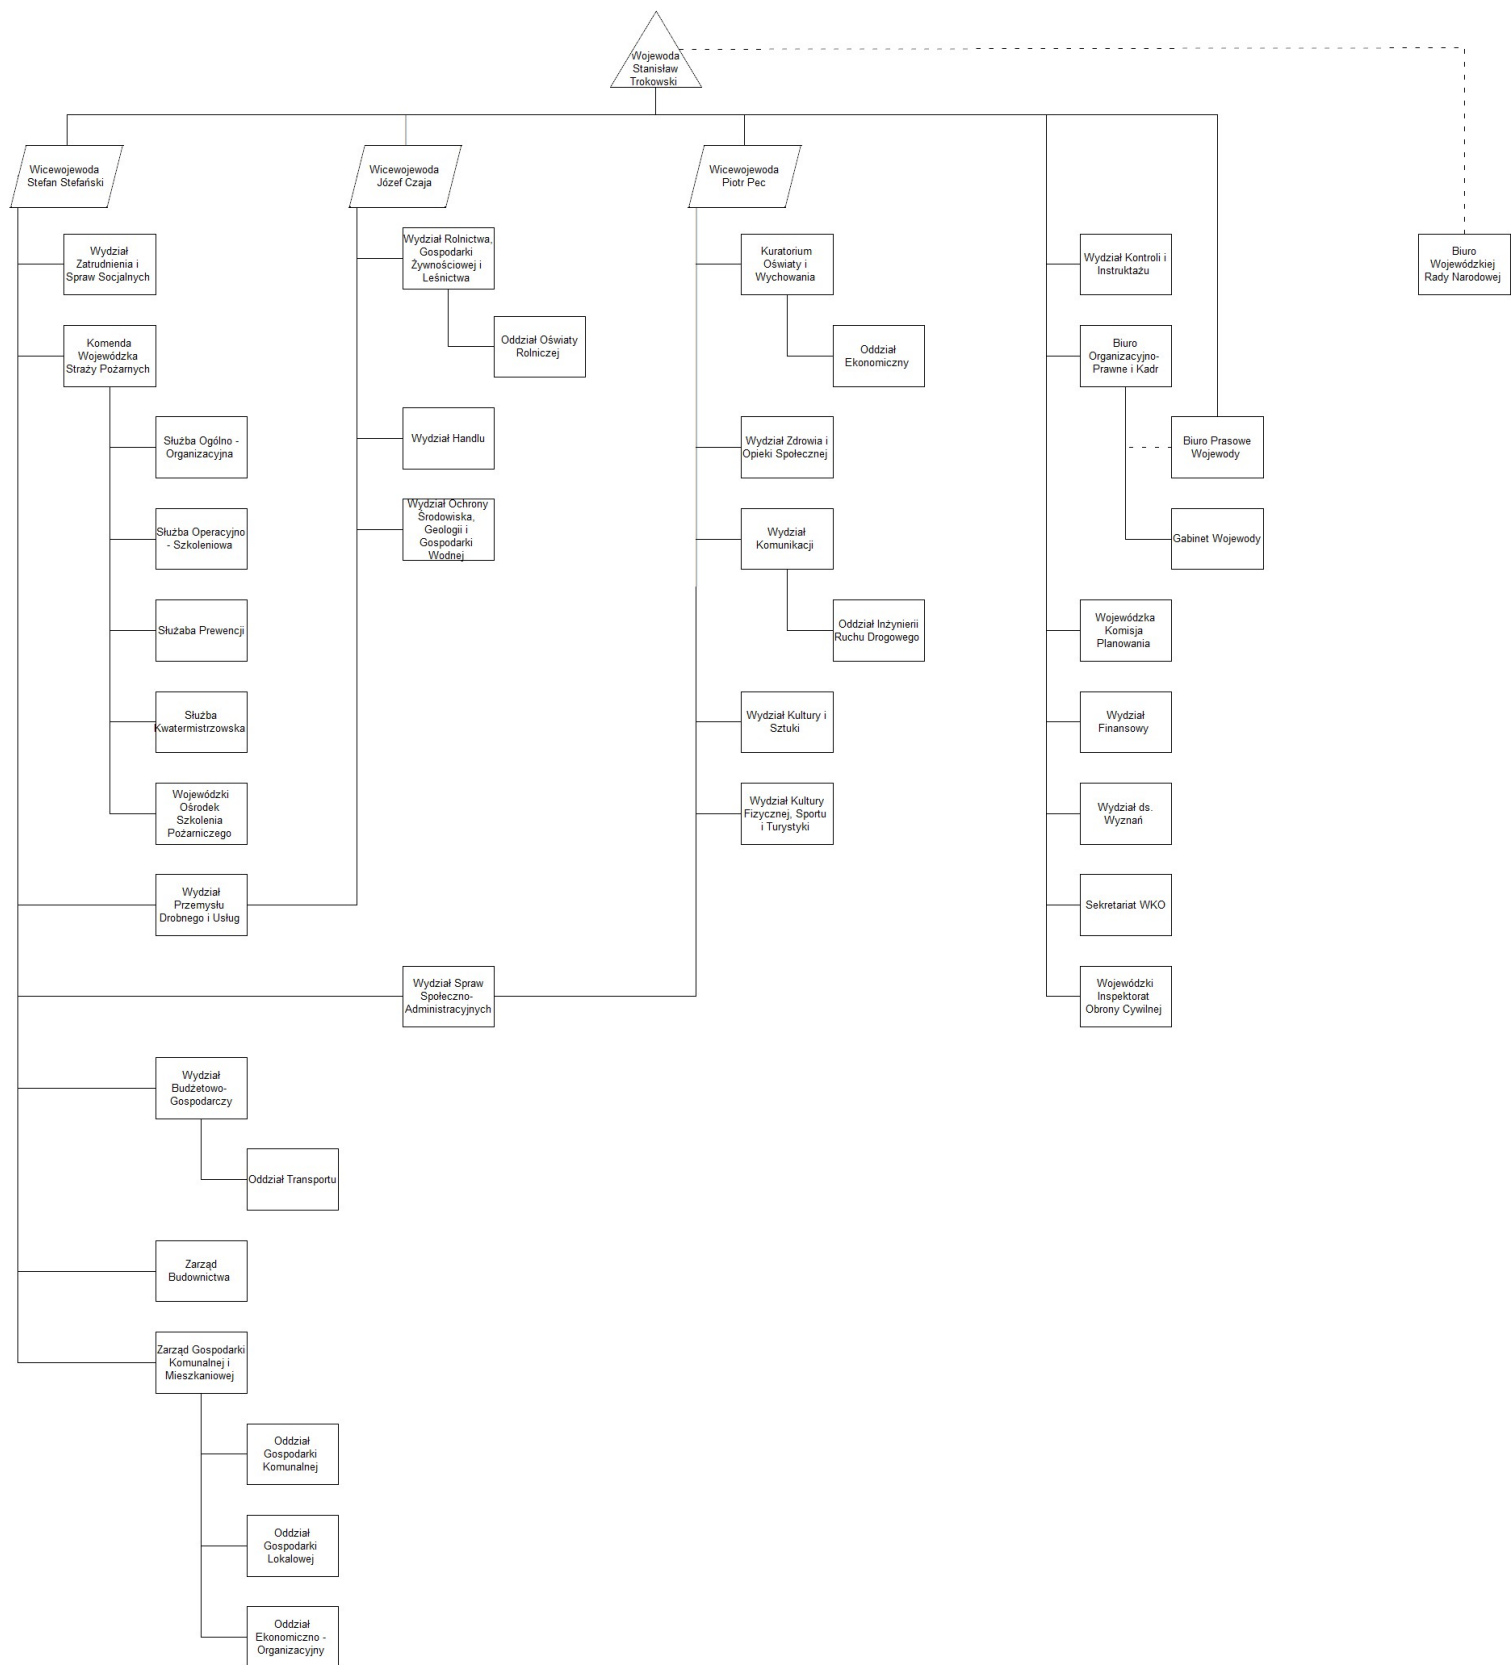 Wojewoda
Stanisław
Trokowski
Wicewojewoda
Stefan Stefański
Wicewojewoda
Józef Czaja
Wicewojewoda
Piotr Pec
Wydział
Zatrudnienia i
Spraw Socjalnych
Komenda
Wojewódzka
Straży Pożarnych
Służba Ogólno -
Organizacyjna
Służba Operacyjno
- Szkoleniowa
Służaba Prewencji
Służba
Kwatermistrzowska
Wojewódzki
Ośrodek
Szkolenia
Pożarniczego
Wydział
Przemysłu
Drobnego i Usług
Wydział Spraw
Społeczno-
Administracyjnych
Wydział
Budżetowo-
Gospodarczy
Oddział Transportu
Zarząd
Budownictwa
Zarząd Gospodarki
Komunalnej i
Mieszkaniowej
Oddział
Gospodarki
Komunalnej
Oddział
Gospodarki
Lokalowej
Oddział
Ekonomiczno -
Organizacyjny
Wydział Rolnictwa,
Gospodarki
Żywnościowej i
Leśnictwa
Oddział Oświaty
Rolniczej
Wydział Handlu
Wydział Ochrony
Środowiska,
Geologii i
Gospodarki
Wodnej
Kuratorium
Oświaty i
Wychowania
Oddział
Ekonomiczny
Wydział Zdrowia i
Opieki Społecznej
Wydział
Komunikacji
Oddział Inżynierii
Ruchu Drogowego
Wydział Kultury i
Sztuki
Wydział Kultury
Fizycznej, Sportu
i Turystyki
Wydział Kontroli i
Instruktażu
Biuro
Organizacyjno-
Prawne i Kadr
Biuro Prasowe
Wojewody
Gabinet Wojewody
Wojewódzka
Komisja
Planowania
Wydział
Finansowy
Wydział ds.
Wyznań
Sekretariat WKO
Wojewódzki
Inspektorat
Obrony Cywilnej
Biuro
Wojewódzkiej
Rady Narodowej